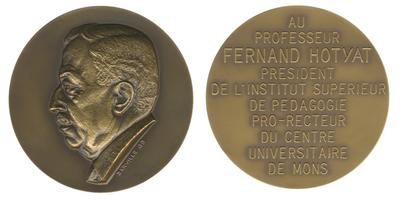 AU
PROFESSEUR
FERNAND HOTYAT
PRESIDENT
DE L'INSTITUT SUPERIEUR
DE PEDAGOGIE
PRO-RECTEUR
DU CENTRE
UNIVERSITAIRE
DE MONS